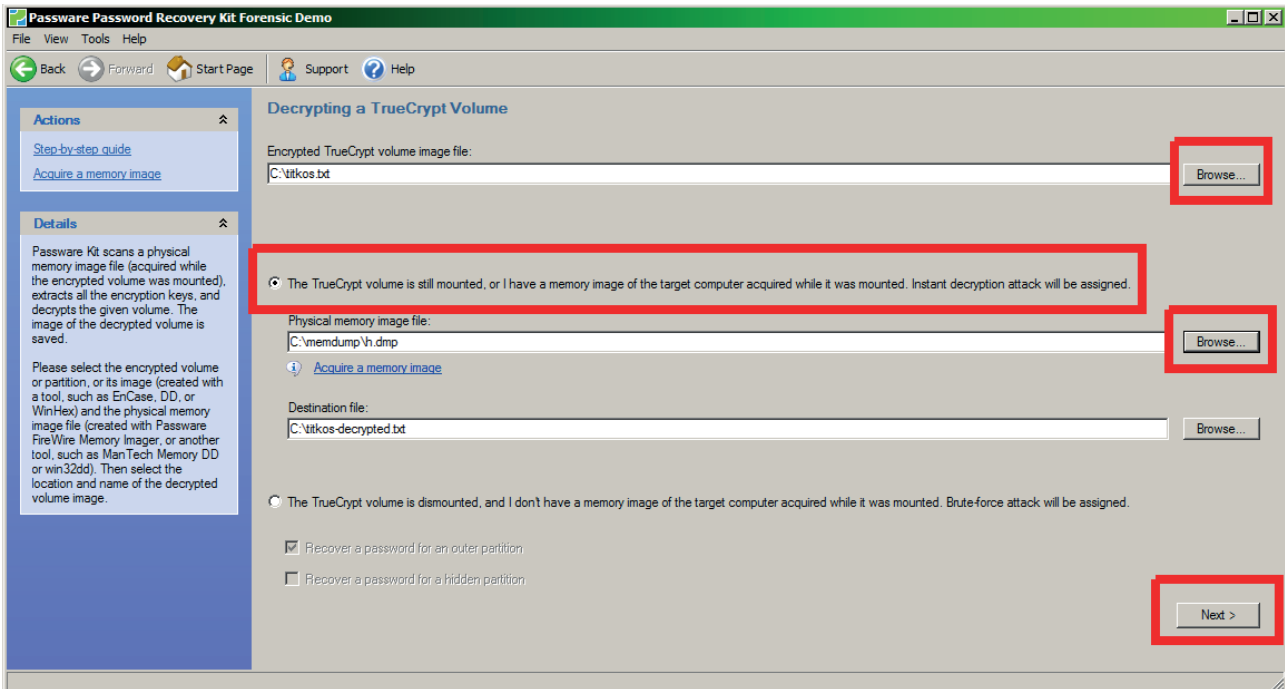 Passware Password Recovery Kit Forensic Demo
File View Tools Help
Back Forward Start Page Support Help
Actions
Step-by-step guide
Acquire a memory image
Details
Passware Kit scans a physical
memory image file (acquired while
the encrypted volume was mounted),
extracts all the encryption keys, and
decrypts the given volume. The
image of the decrypted volume is
saved.
Please select the encrypted volume
or partition, or its image (created with
a tool, such as EnCase, DD, or
WinHex) and the physical memory
image file (created with Passware
FireWire Memory Imager, or another
tool, such as ManTech Memory DD
or win32dd). Then select the
location and name of the decrypted
volume image.
Decrypting a TrueCrypt Volume
Encrypted TrueCrypt volume image file:
C:\titkos.txt
Browse...
The TrueCrypt volume is still mounted, or I have a memory image of the target computer acquired while it was mounted. Instant decryption attack will be assigned.
Physical memory image file:
C:\memdump\h.dmp
Browse...
Acquire a memory image
Destination file:
C:\titkos-decrypted.txt
Browse...
The TrueCrypt volume is dismounted, and I don't have a memory image of the target computer acquired while it was mounted. Brute-force attack will be assigned.
Recover a password for an outer partition
Recover a password for a hidden partition
Next >